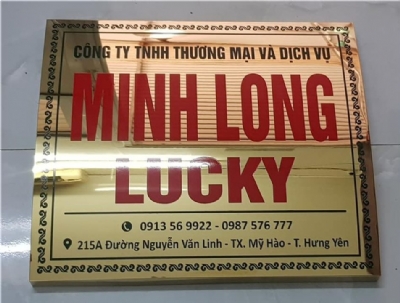 CÔNG TY TNHH THƯƠNG MẠI VÀ DỊCH VỤ
MINH LONG
LUCKY
0913 56 9922 - 0987 576 777
215A Đường Nguyễn Văn Linh - TX. Mỹ Hào - T. Hưng Yên